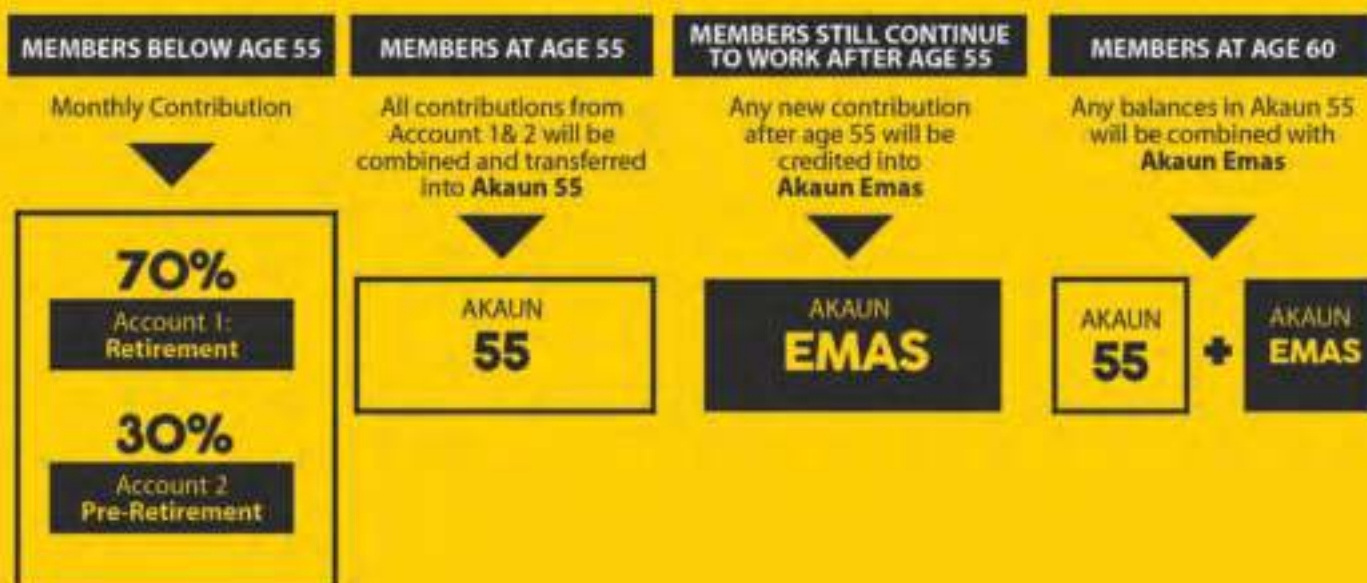 MEMBERS BELOW AGE 55
Monthly Contribution
70%
Account 1:
Retirement
30%
Account 2
Pre-Retirement
MEMBERS AT AGE 55
All contributions from
Account 1& 2 will be
combined and transferred
into Akaun 55
AKAUN
55
MEMBERS STILL CONTINUE
TO WORK AFTER AGE 55
Any new contribution
after age 55 will be
credited into
Akaun Emas
AKAUN
EMAS
MEMBERS AT AGE 60
Any balances in Akaun 55
will be combined with
Akaun Emas
AKAUN
55
+
AKAUN
EMAS